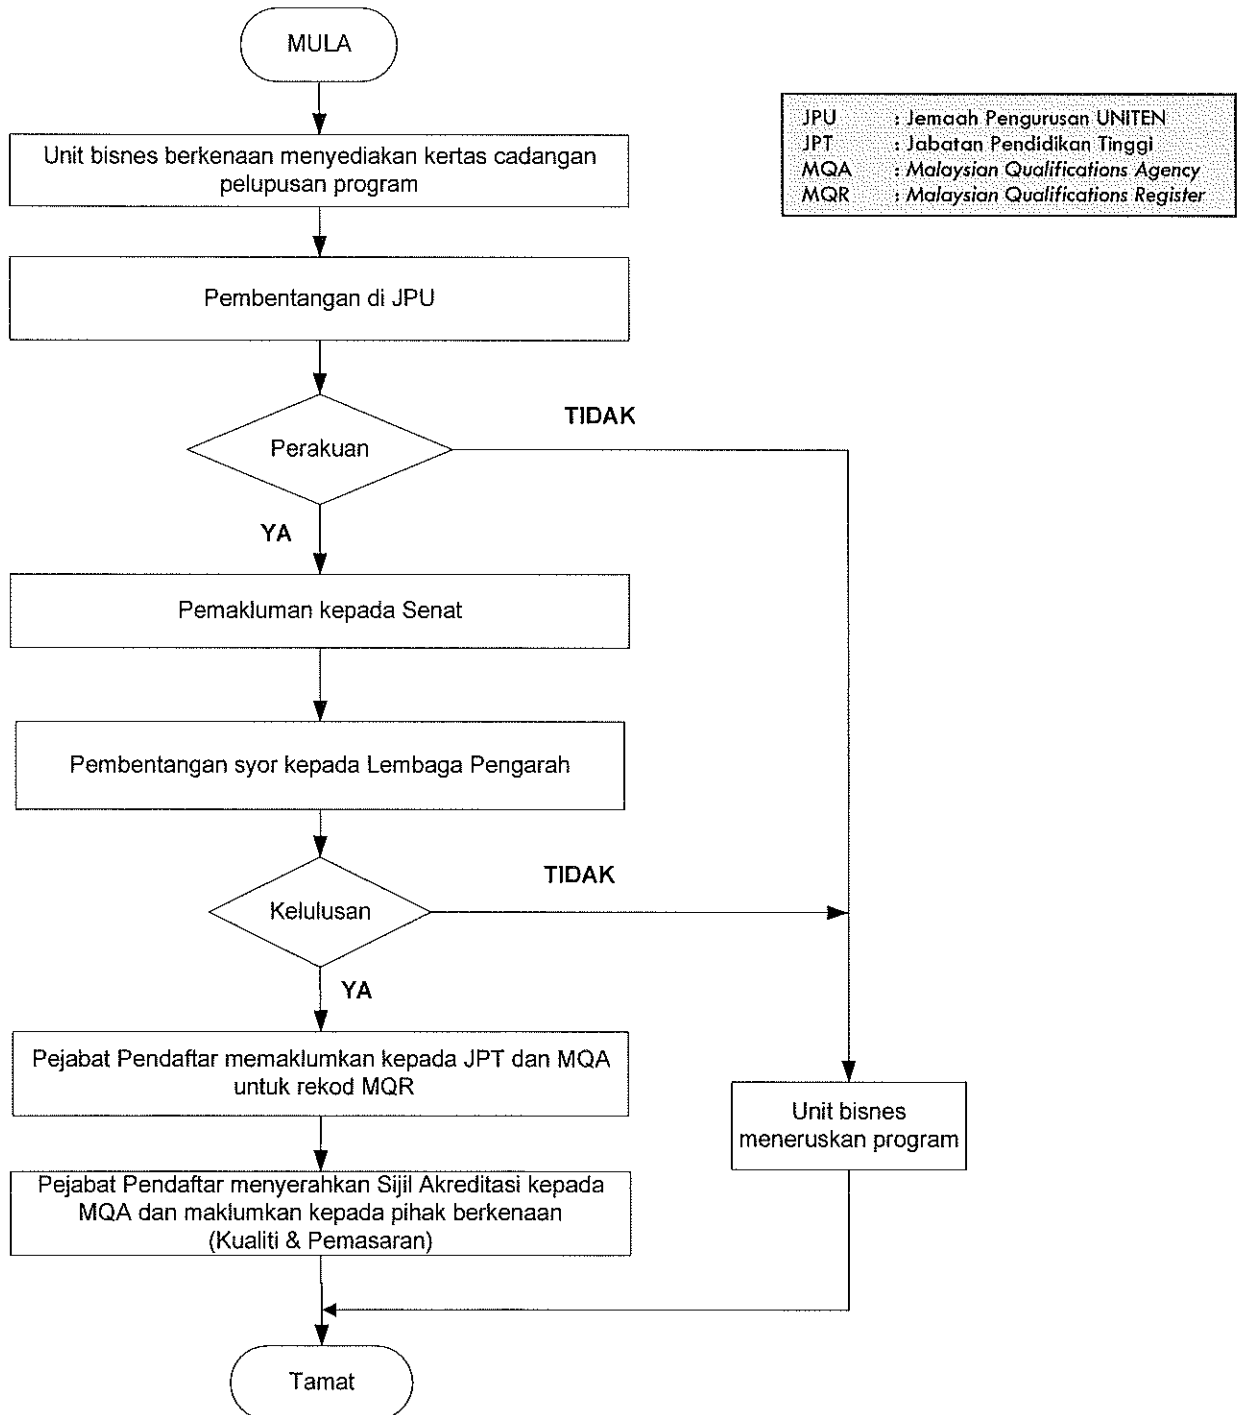 MULA
JPU : Jemaah Pengurusan UNITEN
JPT : Jabatan Pendidikan Tinggi
MQA : Malaysian Qualifications Agency
MQR : Malaysian Qualifications Register
Unit bisnes berkenaan menyediakan kertas cadangan
pelupusan program
Pembentangan di JPU
Perakuan
TIDAK
YA
Pemakluman kepada Senat
Pembentangan syor kepada Lembaga Pengarah
Kelulusan
TIDAK
YA
Pejabat Pendaftar memaklumkan kepada JPT dan MQA
untuk rekod MQR
Unit bisnes
meneruskan program
Pejabat Pendaftar menyerahkan Sijil Akreditasi kepada
MQA dan maklumkan kepada pihak berkenaan
(Kualiti & Pemasaran)
Tamat